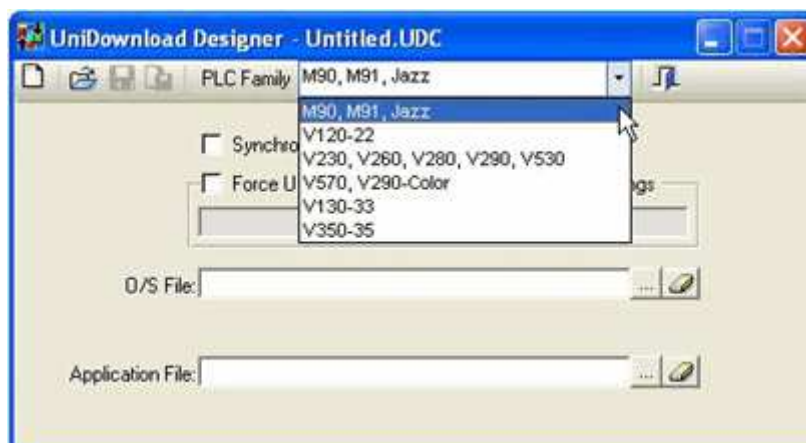 UniDownload Designer - Untitled.UDC
PLC Family M90, M91, Jazz
M90, M91, Jazz
V120-22
V230, V260, V280, V290, V530
V570, V290-Color
V130-33
V350-35
Synchro
Force U gs
O/S File: ...
Application File: ...